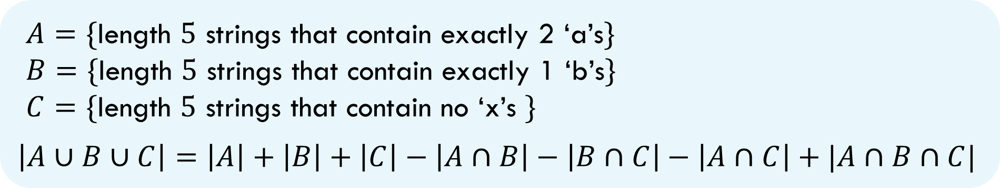 A = {length 5 strings that contain exactly 2 ‘a’s}
B = {length 5 strings that contain exactly 1 ‘b’s}
C = {length 5 strings that contain no ‘x’s }
|A ∪ B ∪ C| = |A| + |B| + |C| − |A ∩ B| − |B ∩ C| − |A ∩ C| + |A ∩ B ∩ C|